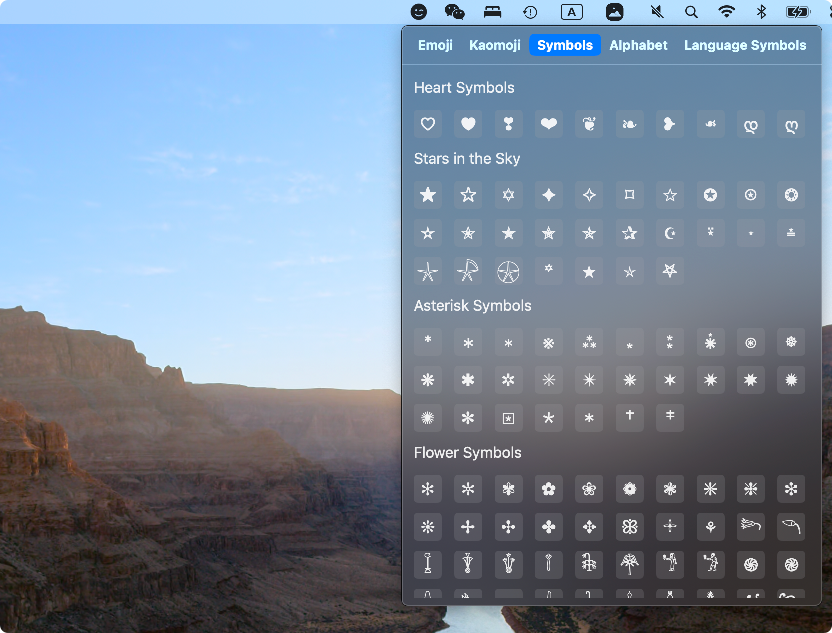 A
Emoji Kaomoji Symbols Alphabet Language Symbols
Heart Symbols
Stars in the Sky
Asterisk Symbols
Flower Symbols